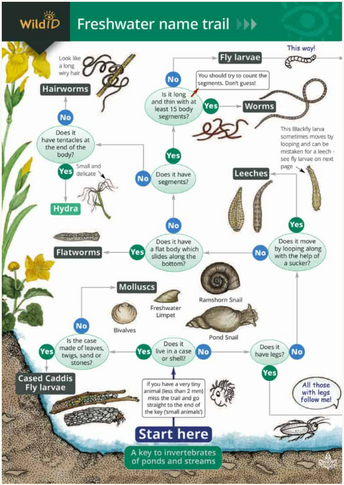 WildID
Freshwater name trail
Fly larvae
This way!
Look like
a long
wiry hair
You should try to count the
segments. Don't guess!
No
Is it long
and thin with at
least 15 body
segments?
Yes
Worms
Hairworms
No
Does it
have tentacles at
the end of the
body?
This Blackfly larva
sometimes moves by
looping and can be
mistaken for a leech -
see fly larvae on next
page
Yes
Small and
delicate
No
Does it have
segments?
Yes
Leeches
Hydra
No
Yes
Flatworms
Yes
Does it have
a flat body which
slides along the
bottom?
No
Does it move
by looping along
with the help of
a sucker?
Molluscs
Ramshorn Snail
No
Freshwater
Limpet
No
Bivalves
Pond Snail
Yes
Is the case
made of leaves,
twigs, sand or
stones?
Yes
Does it
live in a case
or shell?
No
Does it
have legs?
No
Cased Caddis
Fly larvae
Yes
If you have a very tiny
animal (less than 2 mm)
miss the trail and go
straight to the end of
the key ('small animals')
All those
with legs
follow me!
Start here
A key to invertebrates
of ponds and streams